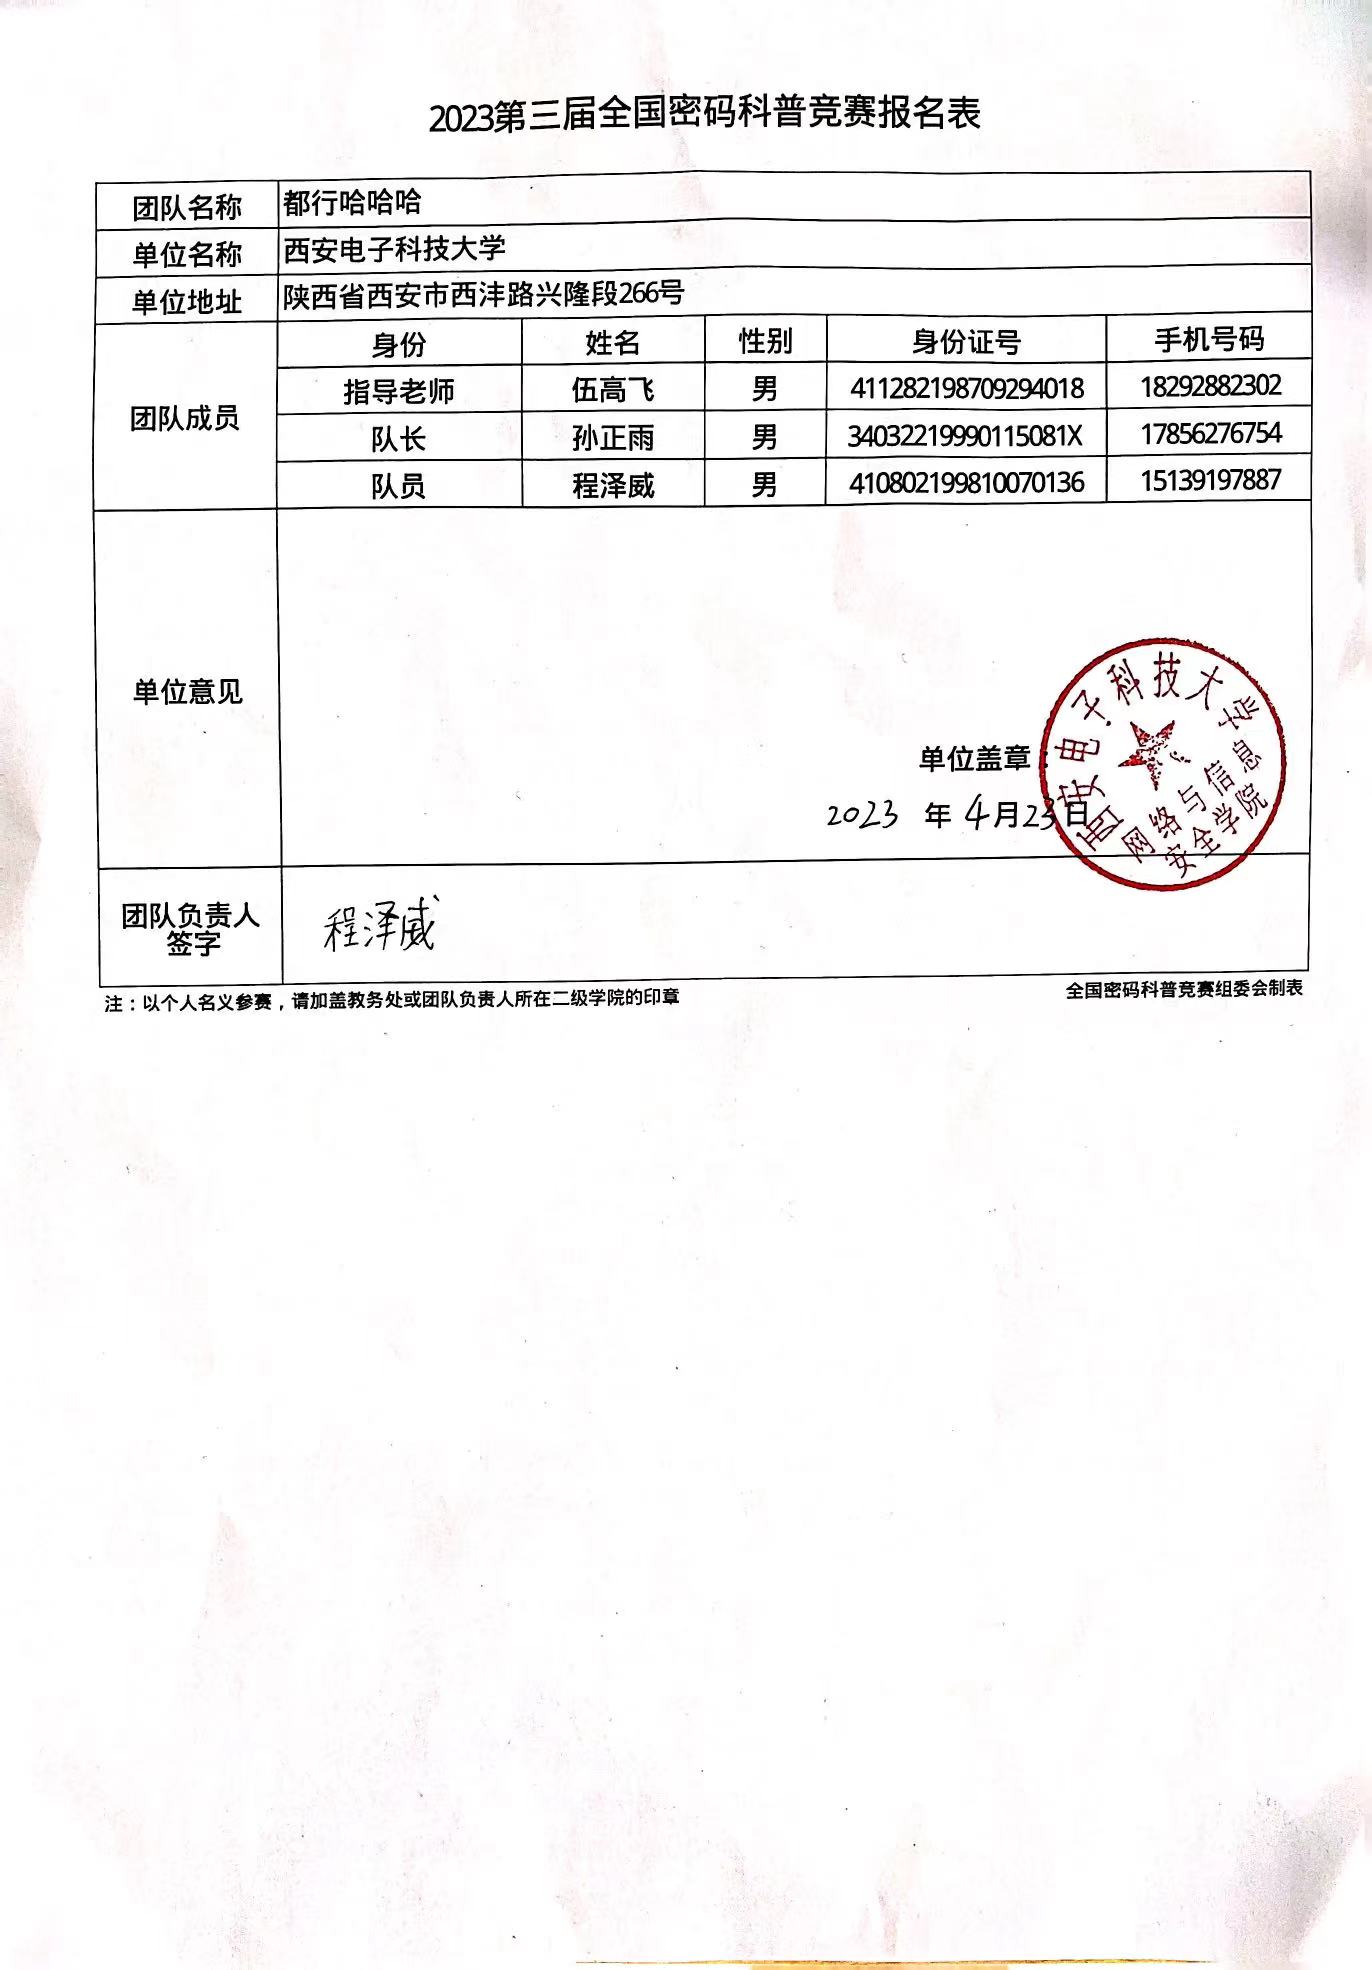 2023第三届全国密码科普竞赛报名表
团队名称 都行哈哈哈
单位名称 西安电子科技大学
单位地址 陕西省西安市西沣路兴隆段266号
团队成员 身份 姓名 性别 身份证号 手机号码
指导老师 伍高飞 男 411282198709294018 18292882302
队长 孙正雨 男 34032219990115081X 17856276754
队员 程泽威 男 410802199810070136 15139197887
单位意见
单位盖章：
2023 年 4月23日
西安电子科技大学
网络与信息
安全学院
团队负责人
签字
程泽威
注：以个人名义参赛，请加盖教务处或团队负责人所在二级学院的印章
全国密码科普竞赛组委会制表